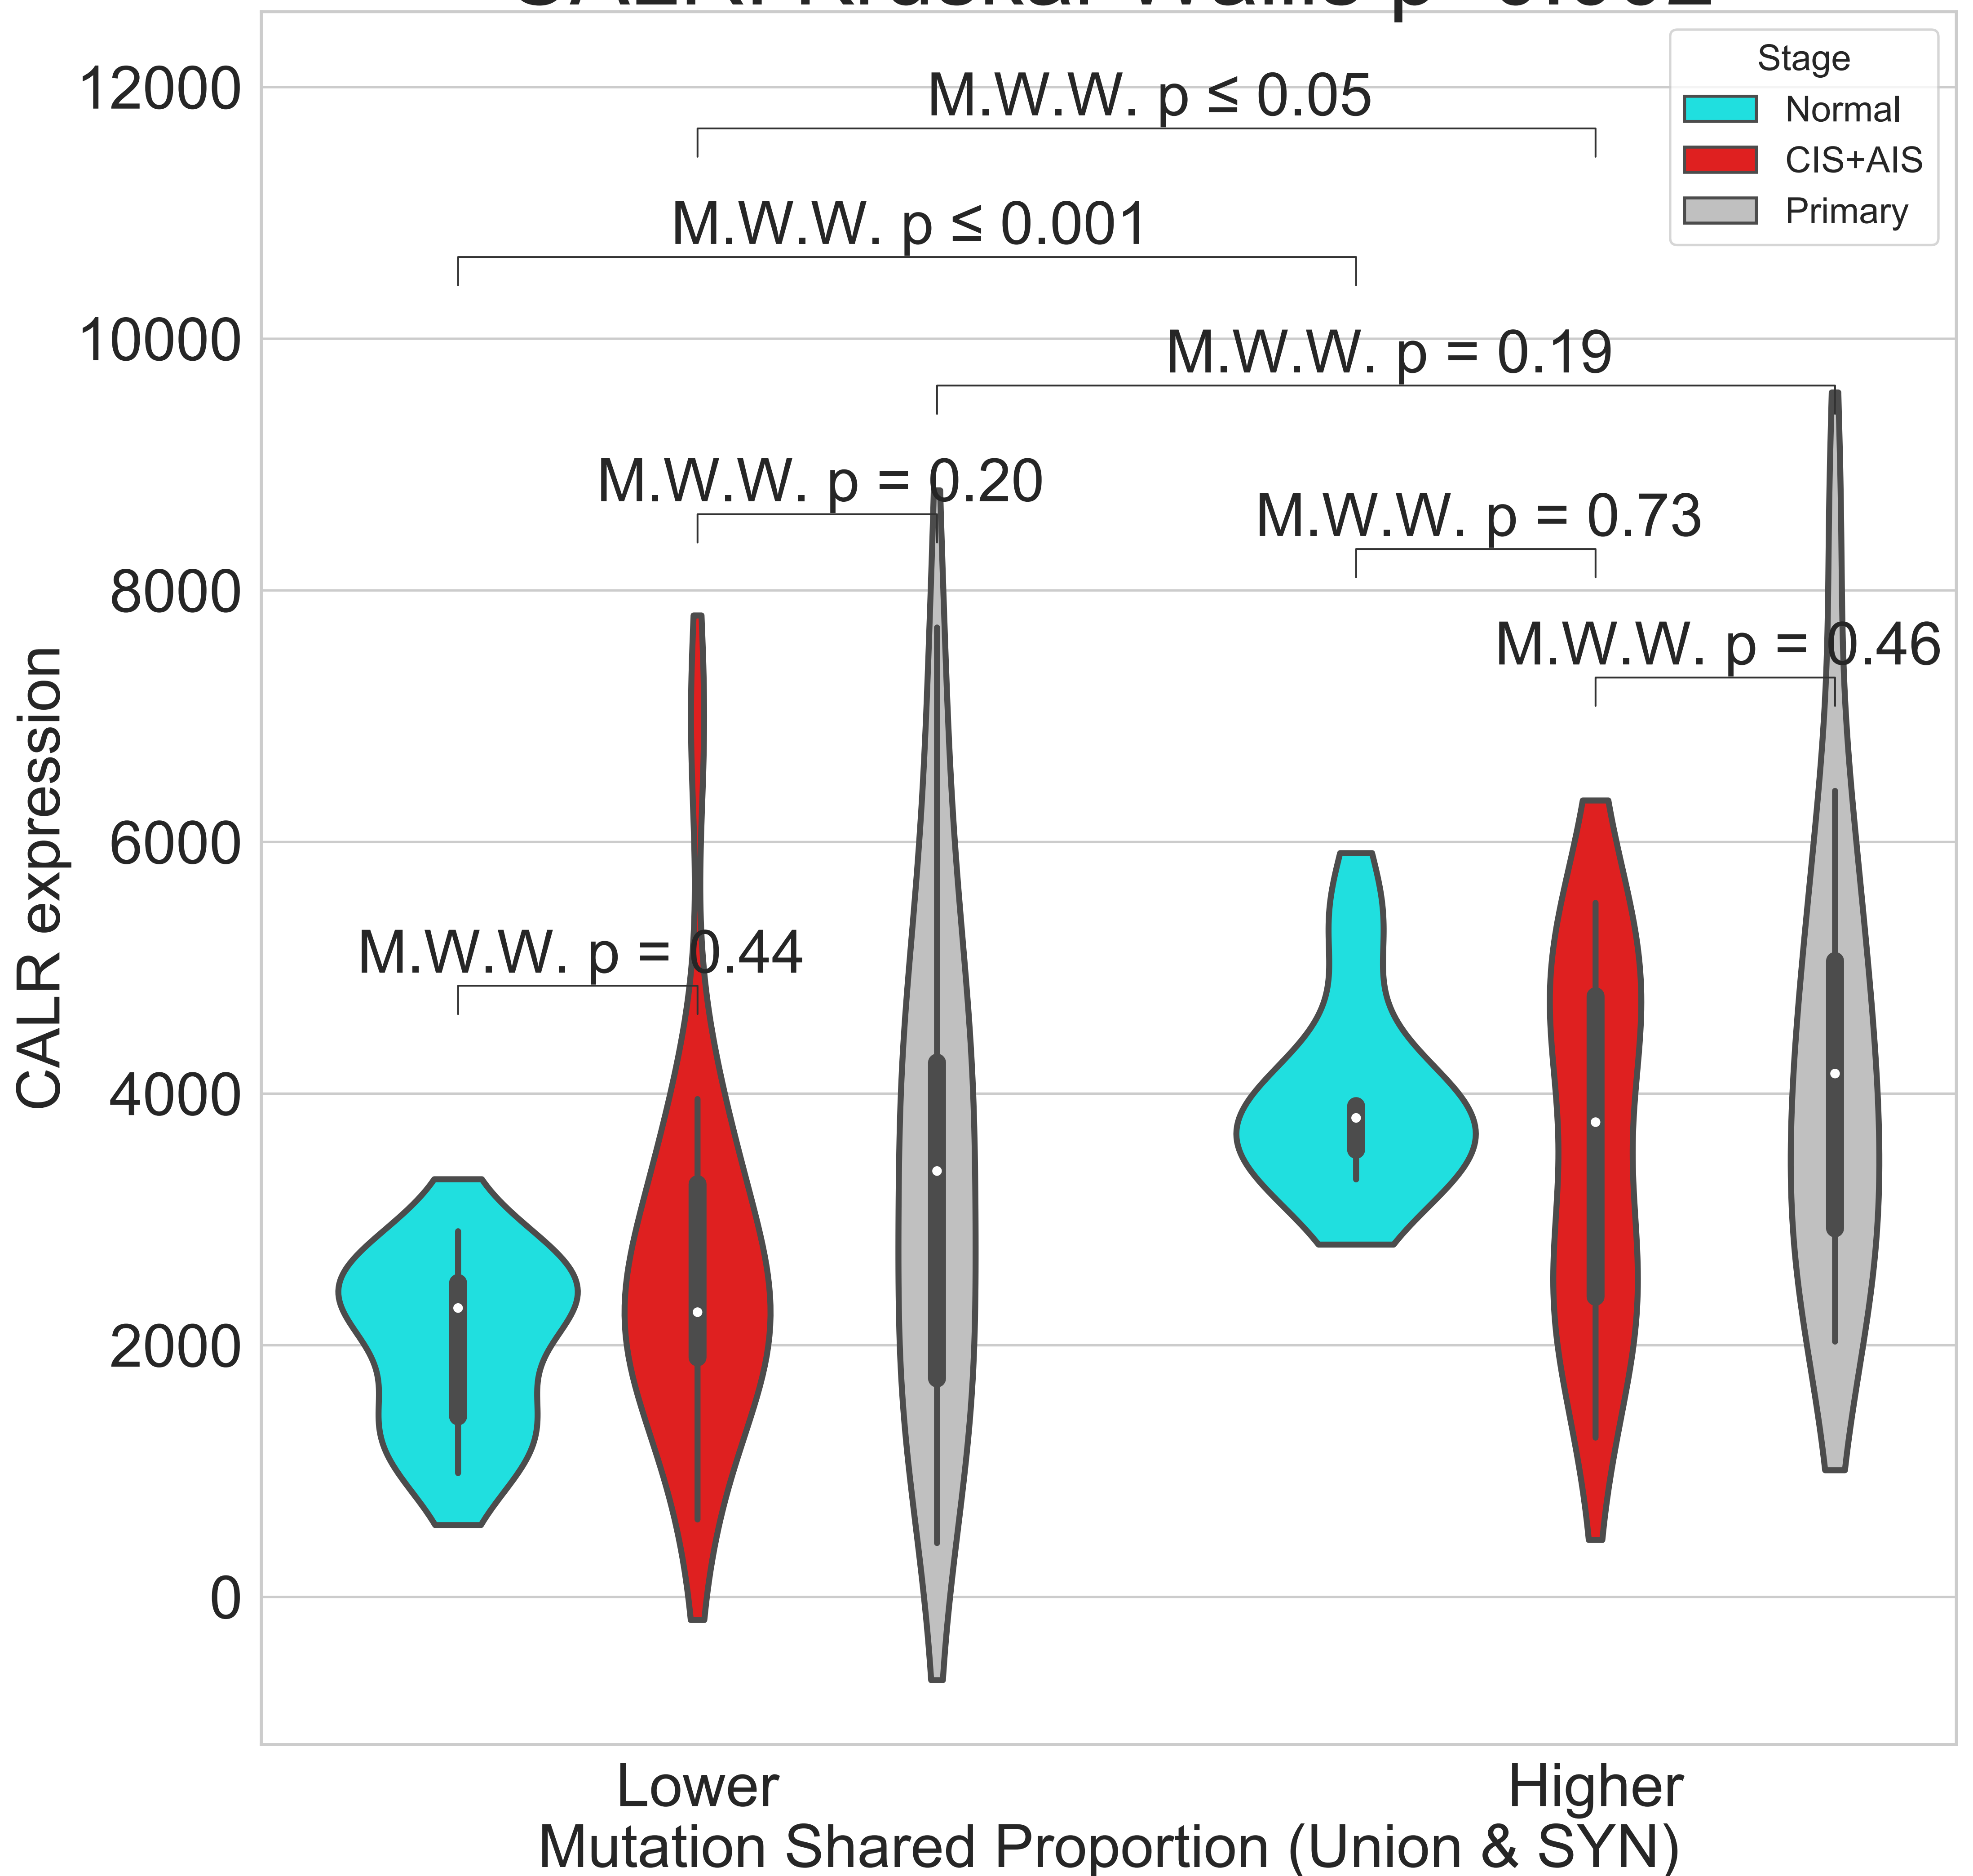 12000
10000
8000
6000
4000
2000
0
CALR expression
M.W.W. p ≤ 0.05
M.W.W. p ≤ 0.001
M.W.W. p = 0.19
M.W.W. p = 0.20
M.W.W. p = 0.73
M.W.W. p = 0.46
M.W.W. p = 0.44
Stage
Normal
CIS+AIS
Primary
Lower
Higher
Mutation Shared Proportion (Union & SYN)